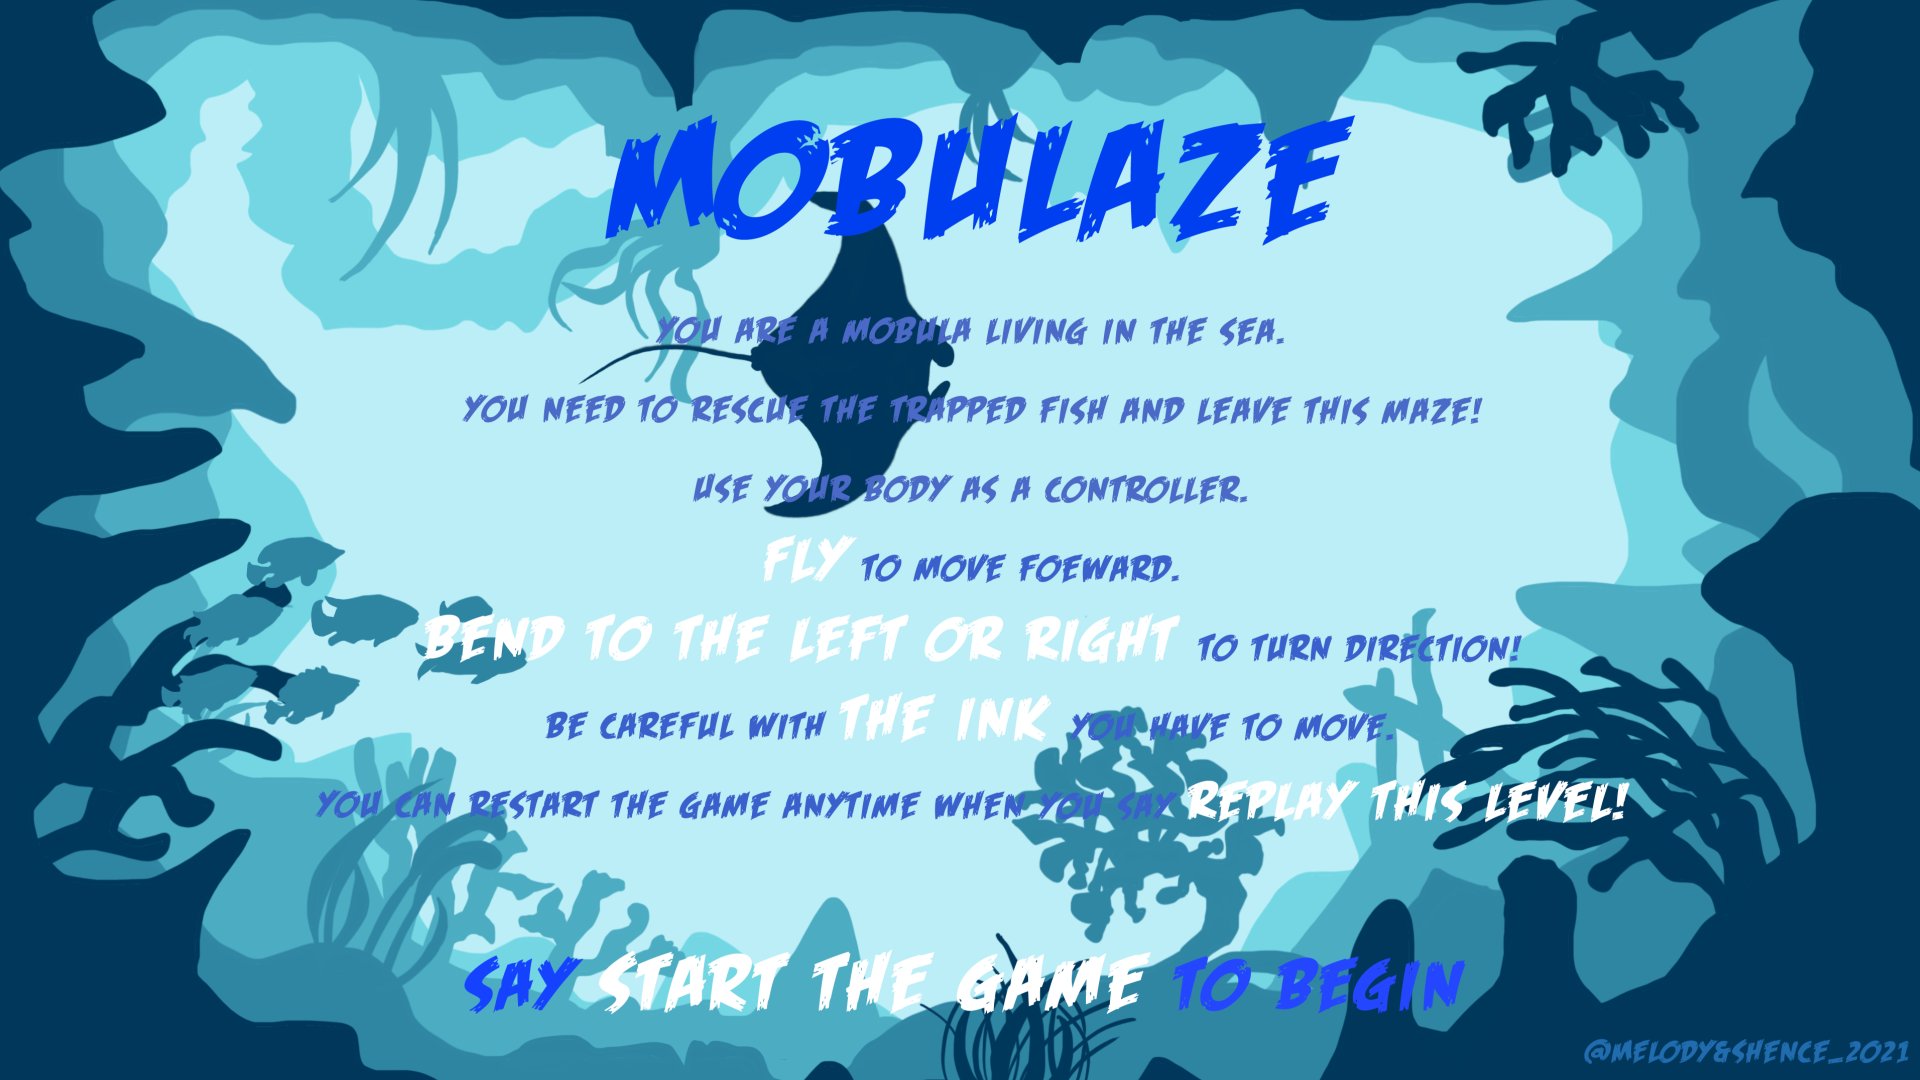 MOBULAZE
YOU ARE A MOBULA LIVING IN THE SEA.
YOU NEED TO RESCUE THE TRAPPED FISH AND LEAVE THIS MAZE!
USE YOUR BODY AS A CONTROLLER.
FLY TO MOVE FOEWARD.
BEND TO THE LEFT OR RIGHT TO TURN DIRECTION!
BE CAREFUL WITH THE INK YOU HAVE TO MOVE.
YOU CAN RESTART THE GAME ANYTIME WHEN YOU SAY REPLAY THIS LEVEL!
SAY START THE GAME TO BEGIN
@MELODY&SHENCE_2021